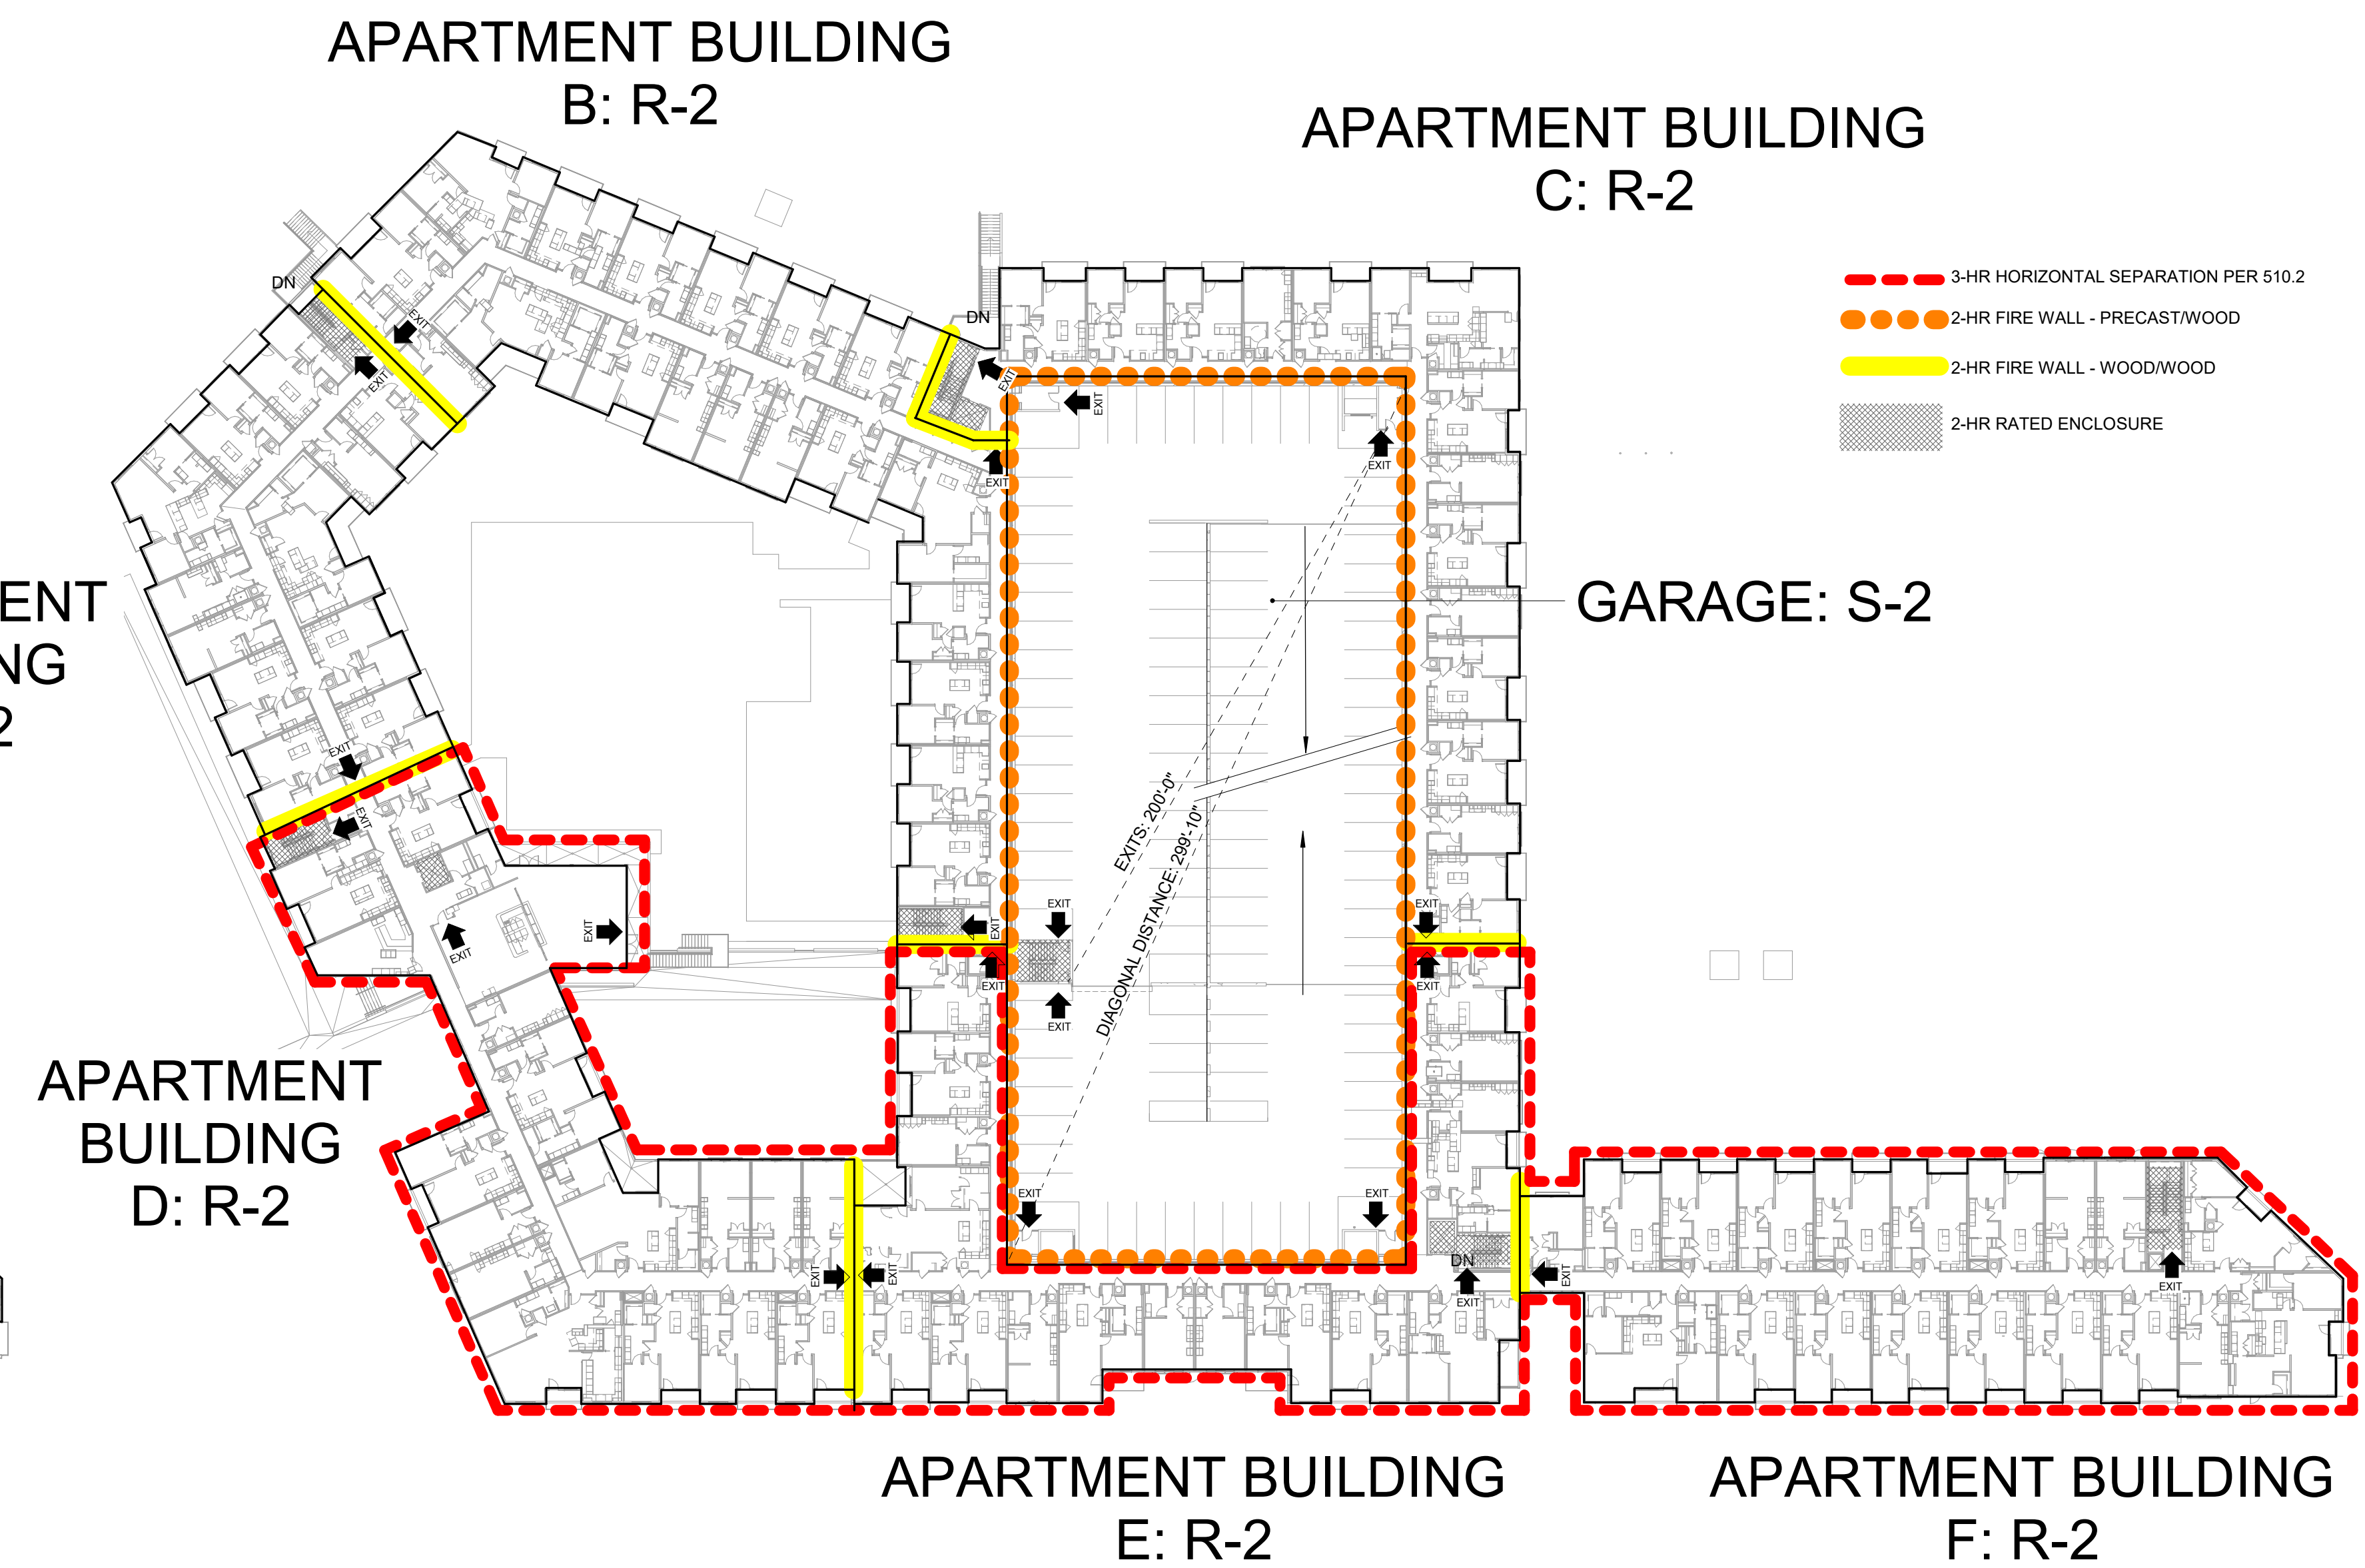 APARTMENT BUILDING
B: R-2
APARTMENT BUILDING
C: R-2
3-HR HORIZONTAL SEPARATION PER 510.2
2-HR FIRE WALL - PRECAST/WOOD
2-HR FIRE WALL - WOOD/WOOD
2-HR RATED ENCLOSURE
DN
DN
EXIT
EXIT
EXIT
EXIT
EXIT
EXIT
ENT
NG
2
GARAGE: S-2
EXITS: 200'-0"
DIAGONAL DISTANCE: 299'-10"
EXIT
EXIT
EXIT
EXIT
EXIT
EXIT
EXIT
EXIT
EXIT
EXIT
EXIT
APARTMENT
BUILDING
D: R-2
EXIT
EXIT
EXIT
EXIT
DN
EXIT
EXIT
EXIT
APARTMENT BUILDING
E: R-2
APARTMENT BUILDING
F: R-2